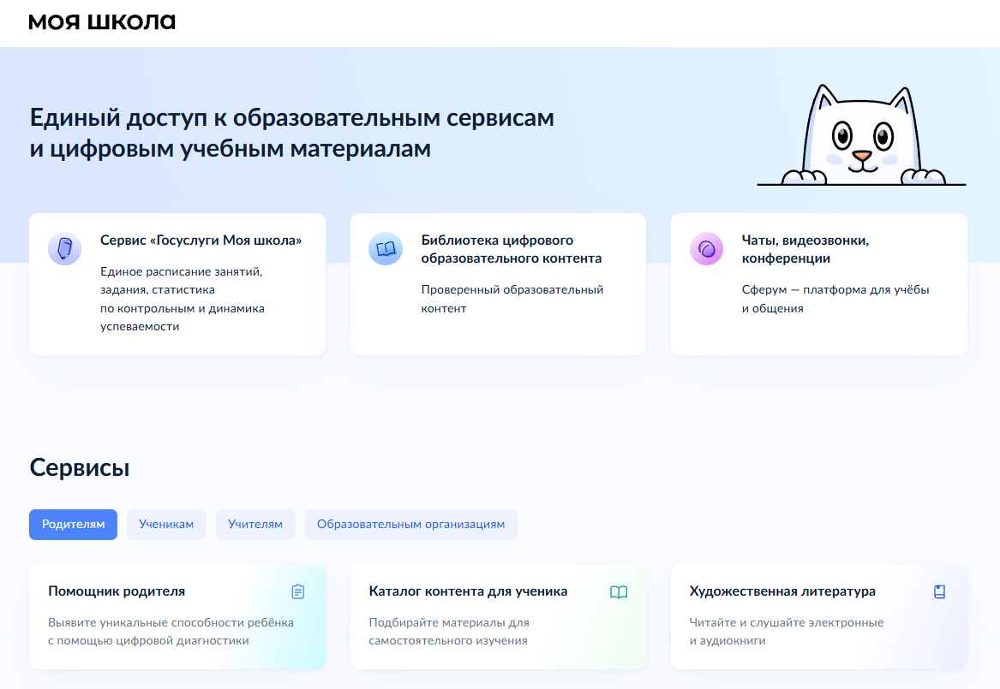 моя школа
Единый доступ к образовательным сервисам
и цифровым учебным материалам
Сервис «Госуслуги Моя школа»
Единое расписание занятий,
задания, статистика
по контрольным и динамика
успеваемости
Библиотека цифрового
образовательного контента
Проверенный образовательный
контент
Чаты, видеозвонки,
конференции
Сферум — платформа для учёбы
и общения
Сервисы
Родителям
Ученикам
Учителям
Образовательным организациям
Помощник родителя
Выявите уникальные способности ребёнка
с помощью цифровой диагностики
Каталог контента для ученика
Подбирайте материалы для
самостоятельного изучения
Художественная литература
Читайте и слушайте электронные
и аудиокниги